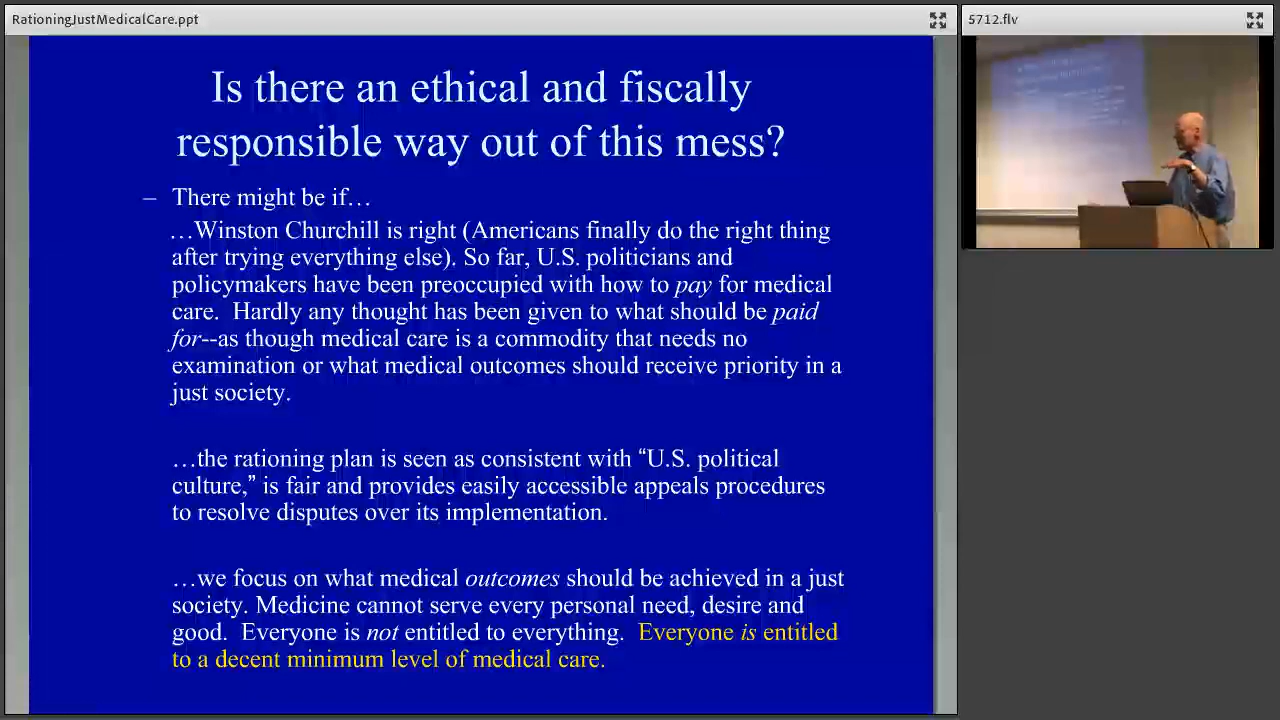 RationingJustMedicalCare.ppt
5712.flv
Is there an ethical and fiscally
responsible way out of this mess?
– There might be if…
…Winston Churchill is right (Americans finally do the right thing
after trying everything else). So far, U.S. politicians and
policymakers have been preoccupied with how to pay for medical
care. Hardly any thought has been given to what should be paid
for--as though medical care is a commodity that needs no
examination or what medical outcomes should receive priority in a
just society.
…the rationing plan is seen as consistent with “U.S. political
culture,” is fair and provides easily accessible appeals procedures
to resolve disputes over its implementation.
…we focus on what medical outcomes should be achieved in a just
society. Medicine cannot serve every personal need, desire and
good. Everyone is not entitled to everything. Everyone is entitled
to a decent minimum level of medical care.